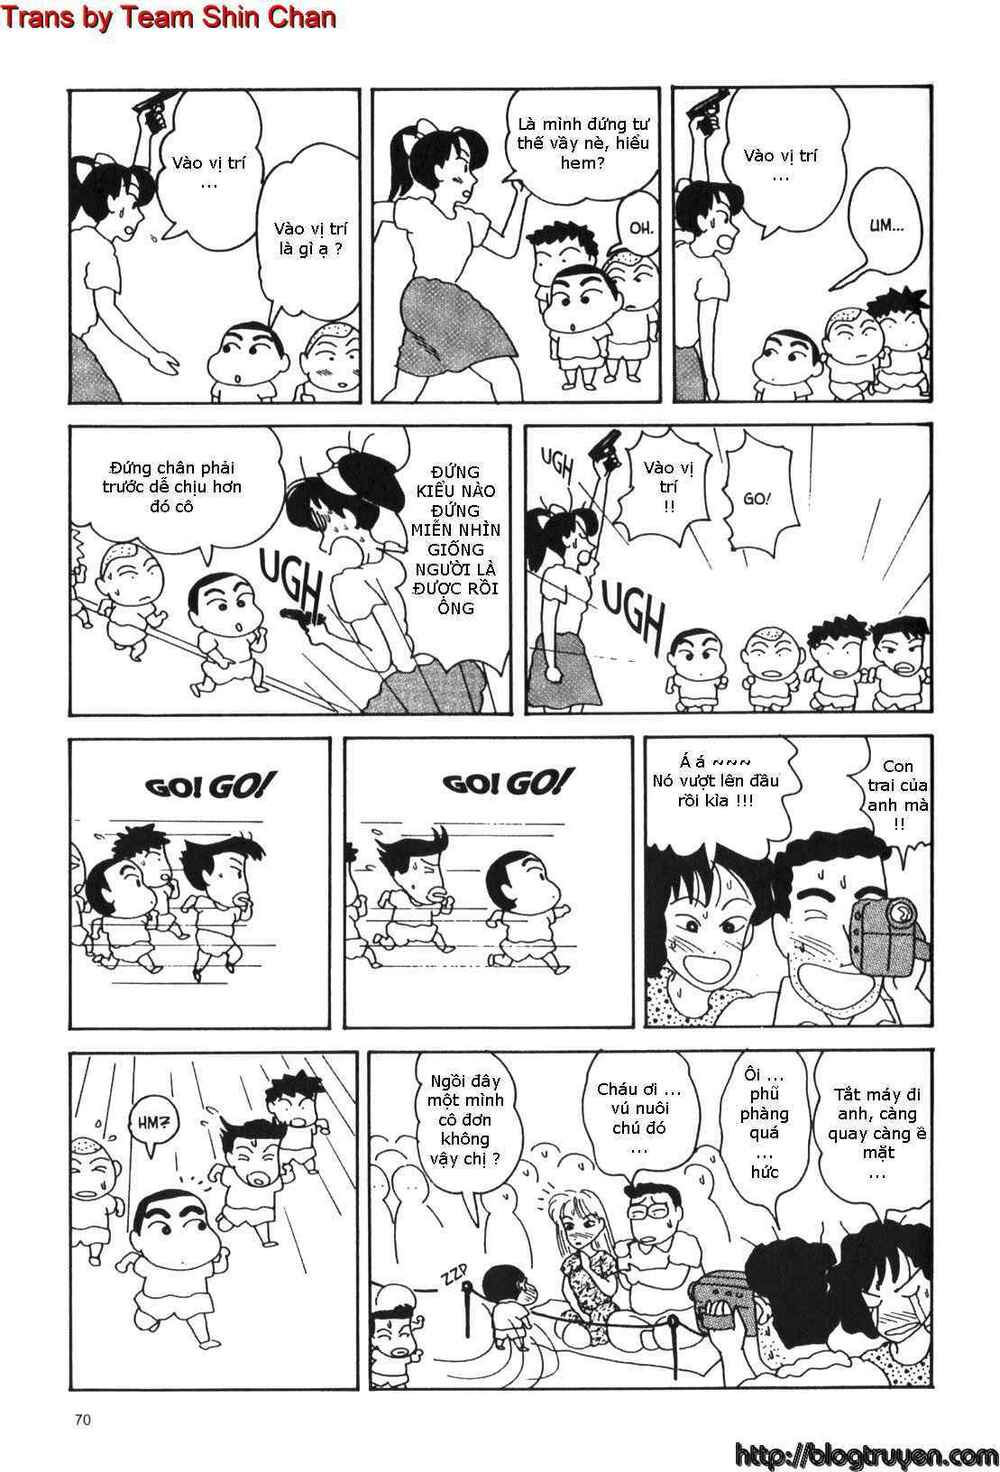 Trans by Team Shin Chan
Vào vị trí
...
Vào vị trí
là gì ạ ?
Là mình đứng tư
thế vầy nè, hiểu
hem?
OH.
Vào vị trí
...
UM...
Đứng chân phải
trước dễ chịu hơn
đó cô
UGH
ĐỨNG
KIỂU NÀO
ĐỨNG
MIỄN NHÌN
GIỐNG
NGƯỜI LÀ
ĐƯỢC RỒI
ÔNG
UGH
Vào vị
trí
!!
GO!
UGH
GO! GO!
GO! GO!
Á á ~~~
Nó vượt lên đầu
rồi kìa !!!
Con
trai của
anh mà
!!
HM?
Ngồi đây
một mình
cô đơn
không
vậy chị ?
ZZP
Cháu ơi ...
vú nuôi
chú đó
...
Ôi ...
phũ
phàng
quá
...
hức
Tắt máy đi
anh, càng
quay càng ề
mặt
...
70
http://blogtruyen.com